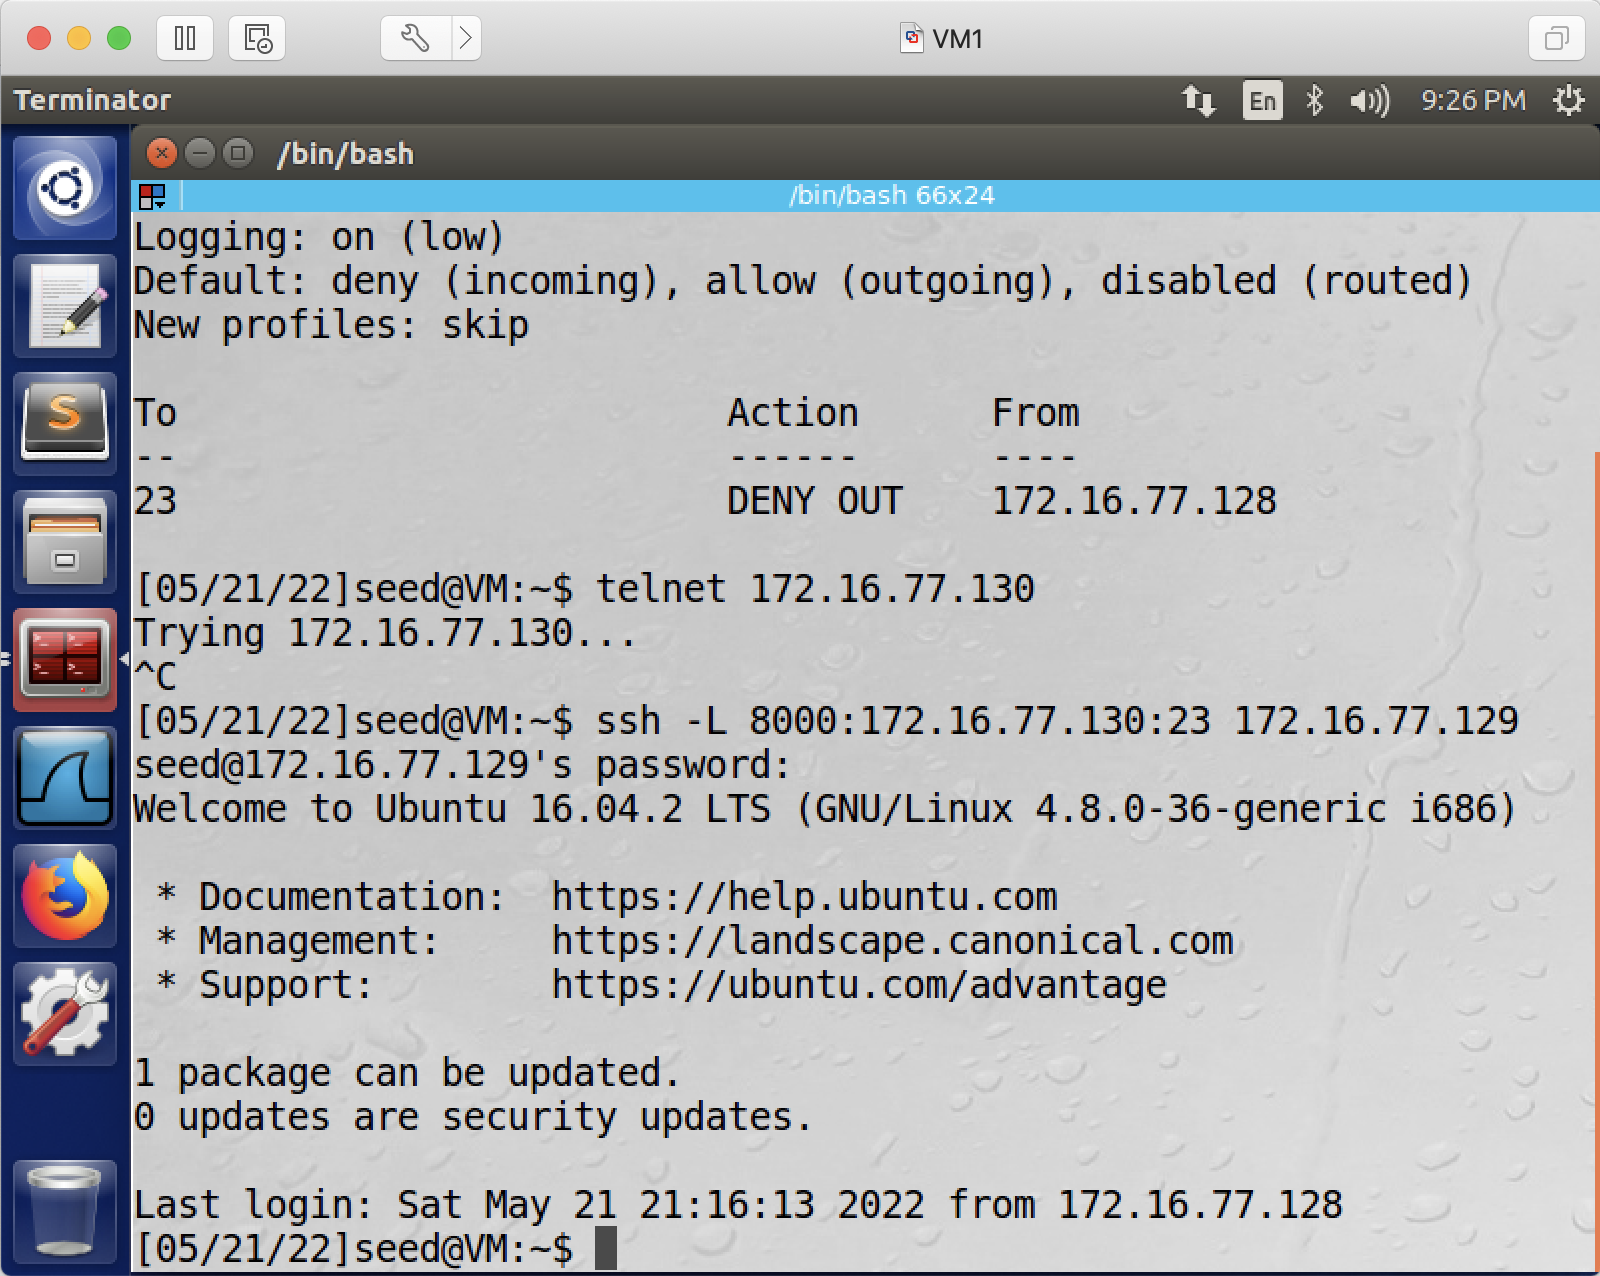 VM1
Terminator
En
9:26 PM
/bin/bash
/bin/bash 66x24
Logging: on (low)
Default: deny (incoming), allow (outgoing), disabled (routed)
New profiles: skip
To                           Action      From
--                           ------      ----
23                           DENY OUT    172.16.77.128
[05/21/22]seed@VM:~$ telnet 172.16.77.130
Trying 172.16.77.130...
^C
[05/21/22]seed@VM:~$ ssh -L 8000:172.16.77.130:23 172.16.77.129
seed@172.16.77.129's password:
Welcome to Ubuntu 16.04.2 LTS (GNU/Linux 4.8.0-36-generic i686)
 * Documentation:  https://help.ubuntu.com
 * Management:     https://landscape.canonical.com
 * Support:        https://ubuntu.com/advantage
1 package can be updated.
0 updates are security updates.
Last login: Sat May 21 21:16:13 2022 from 172.16.77.128
[05/21/22]seed@VM:~$